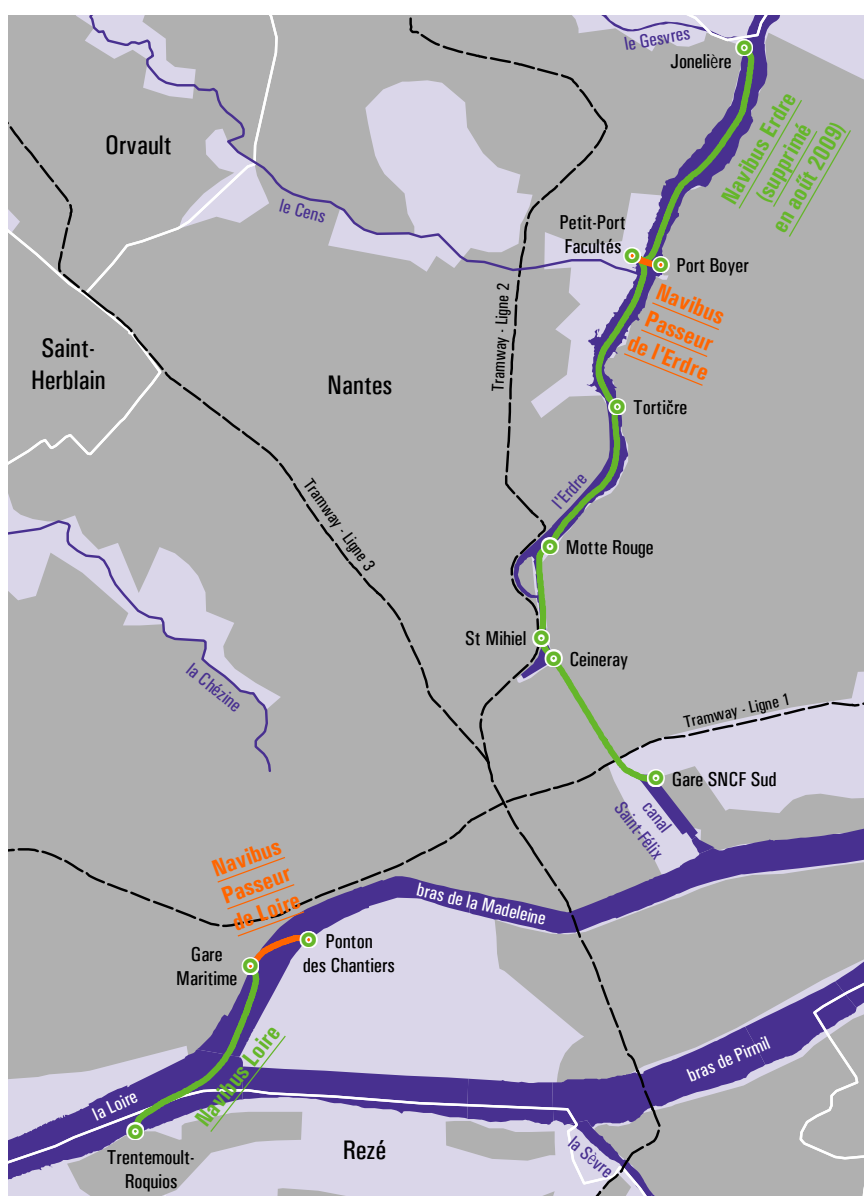 le Gesvres
Jonelière
Orvault
Navibus Erdre
(supprimé
en août 2009)
le Cens
Petit-Port
Facultés
Port Boyer
Navibus
Passeur
de l'Erdre
Tramway - Ligne 2
Saint-
Herblain
Nantes
Tortičre
l'Erdre
Tramway - Ligne 3
Motte Rouge
St Mihiel
Ceineray
la Chézine
Tramway - Ligne 1
Gare SNCF Sud
canal
Saint-Félix
Navibus
Passeur
de Loire
bras de la Madeleine
Gare
Maritime
Ponton
des Chantiers
Navibus Loire
bras de Pirmil
la Loire
Trentemoult-
Roquios
Rezé
la Sèvre